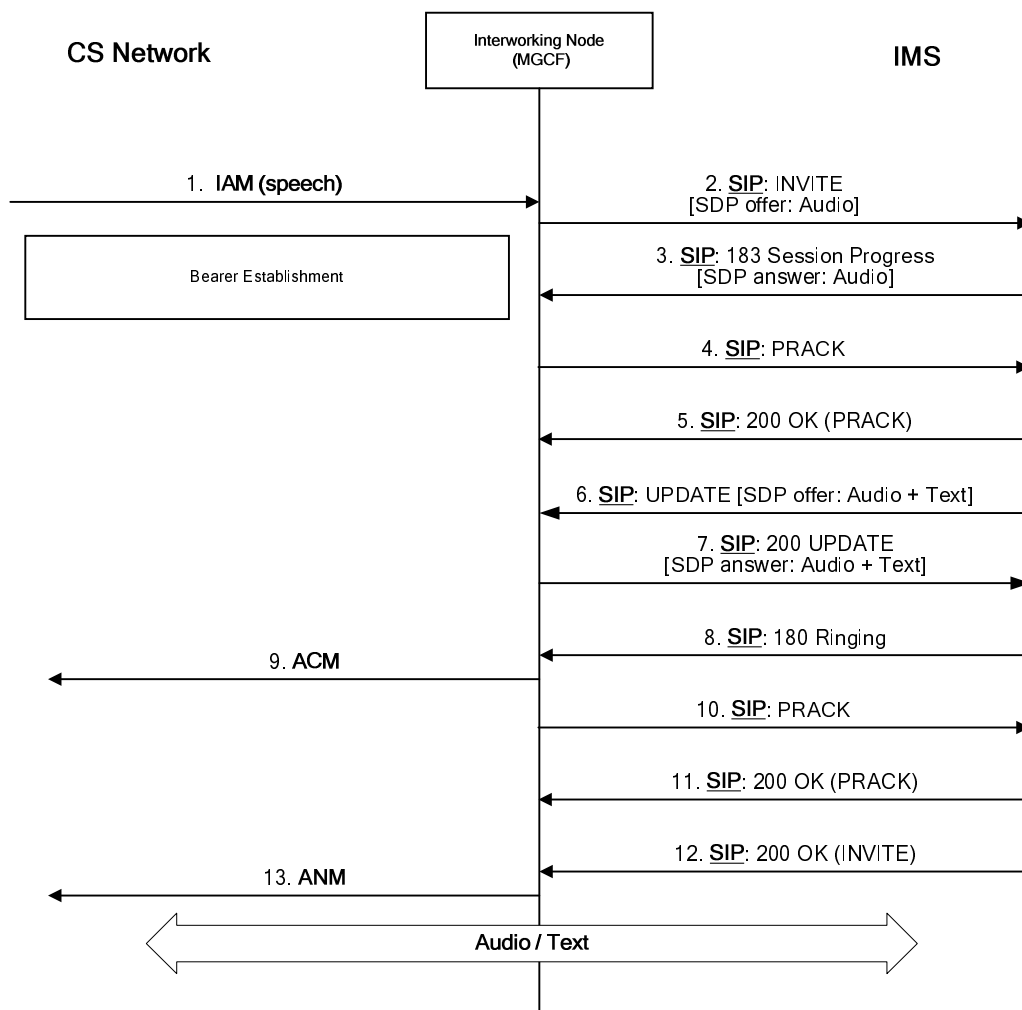 CS Network
Interworking Node
(MGCF)
IMS
1. IAM (speech)
2. SIP: INVITE
[SDP offer: Audio]
3. SIP: 183 Session Progress
[SDP answer: Audio]
Bearer Establishment
4. SIP: PRACK
5. SIP: 200 OK (PRACK)
6. SIP: UPDATE [SDP offer: Audio + Text]
7. SIP: 200 UPDATE
[SDP answer: Audio + Text]
8. SIP: 180 Ringing
9. ACM
10. SIP: PRACK
11. SIP: 200 OK (PRACK)
12. SIP: 200 OK (INVITE)
13. ANM
Audio / Text